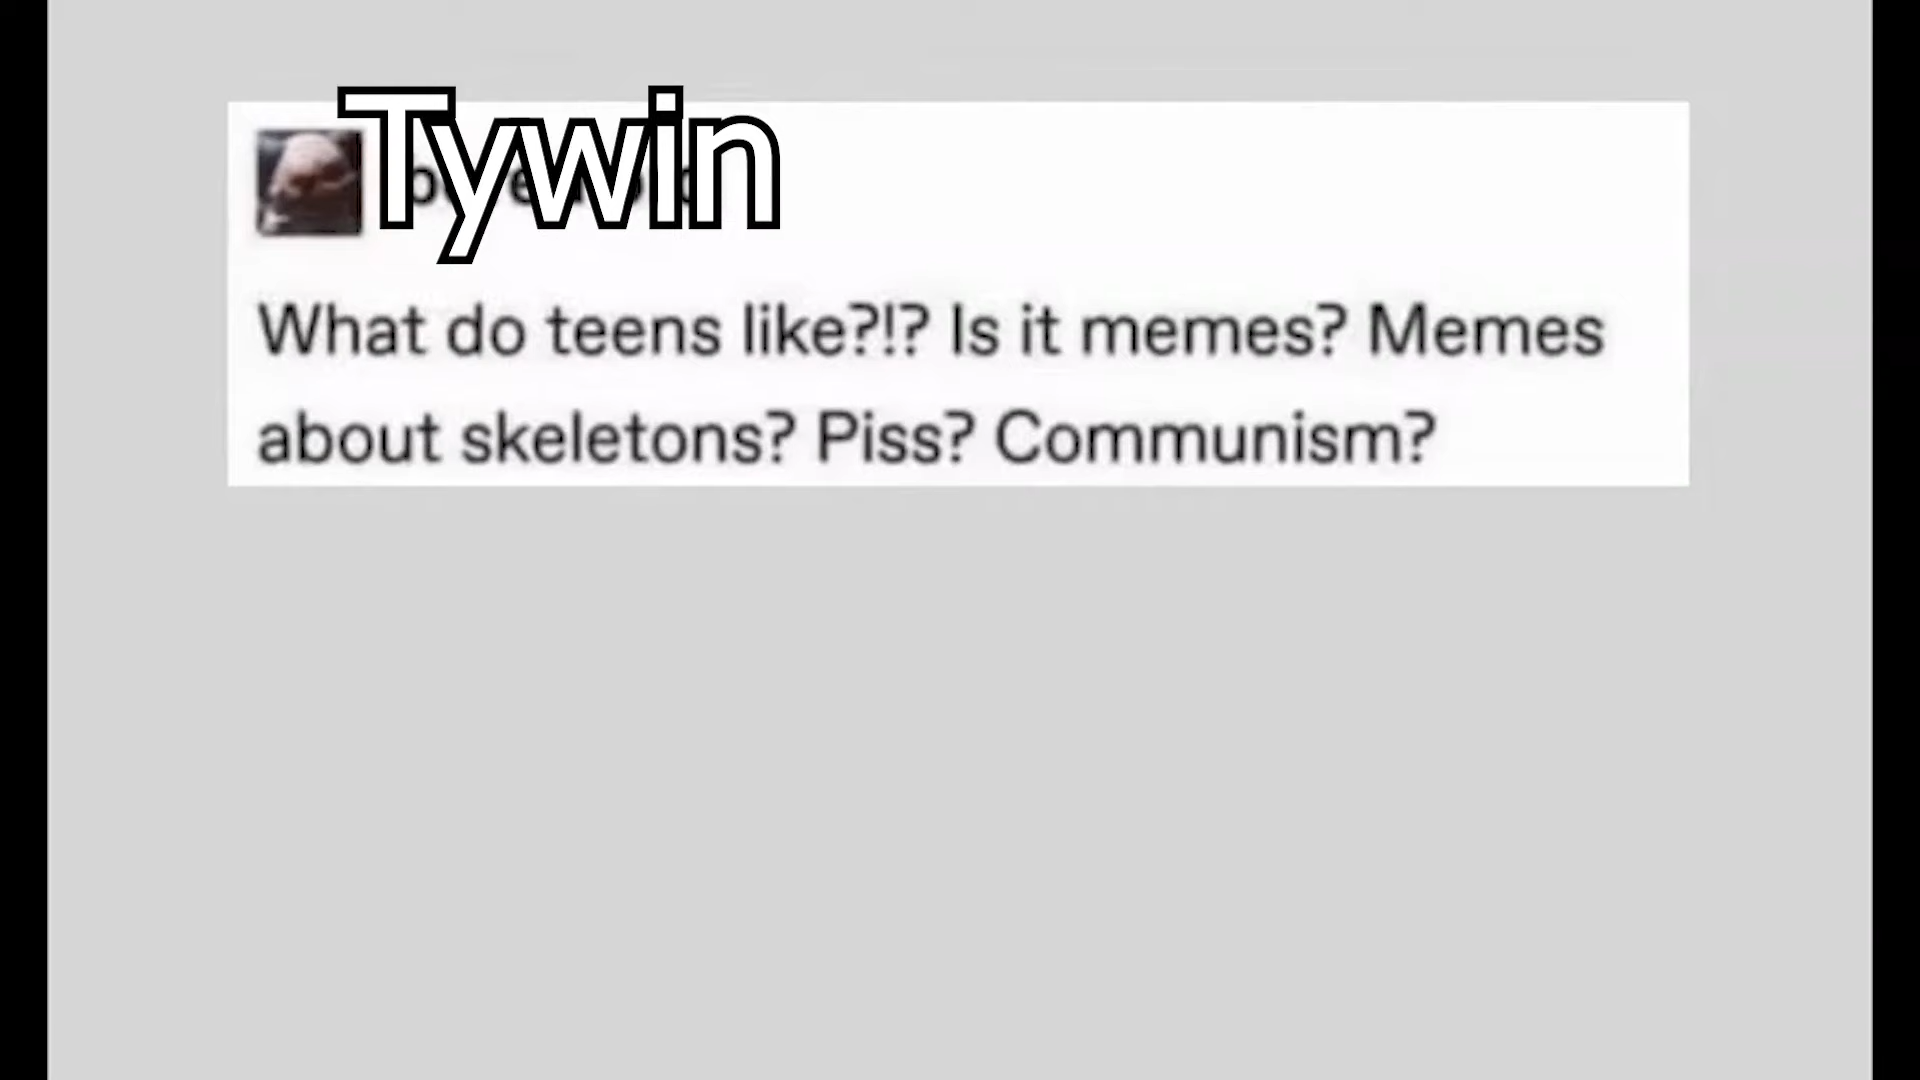 Tywin
What do teens like?!? Is it memes? Memes
about skeletons? Piss? Communism?